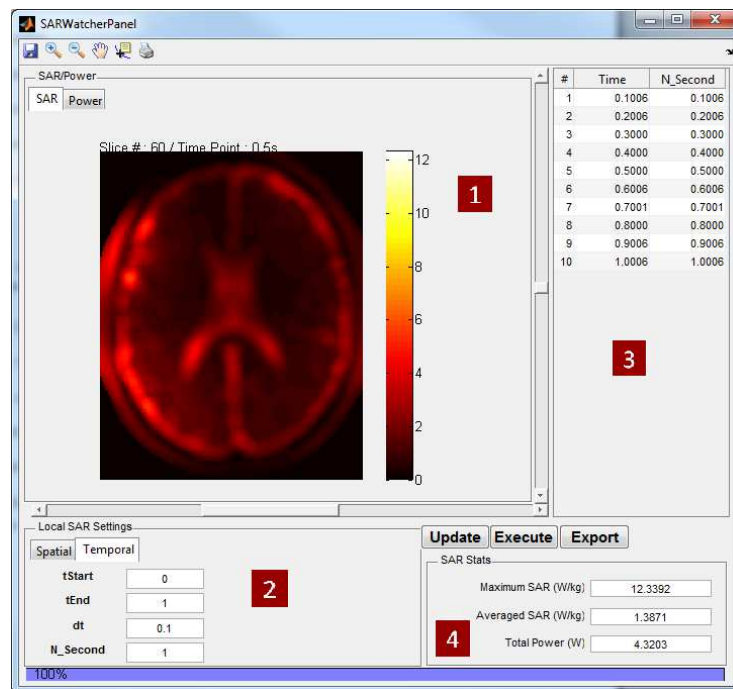 SARWatcherPanel
SAR/Power
SAR Power
Slice # : 60 / Time Point : 0.5s
12
10
8
6
4
2
0
1
# Time N_Second
1 0.1006 0.1006
2 0.2006 0.2006
3 0.3000 0.3000
4 0.4000 0.4000
5 0.5000 0.5000
6 0.6006 0.6006
7 0.7001 0.7001
8 0.8000 0.8000
9 0.9006 0.9006
10 1.0006 1.0006
3
Local SAR Settings
Spatial Temporal
tStart 0
tEnd 1
dt 0.1
N_Second 1
2
Update Execute Export
SAR Stats
Maximum SAR (W/kg) 12.3392
Averaged SAR (W/kg) 1.3871
Total Power (W) 4.3203
4
100%